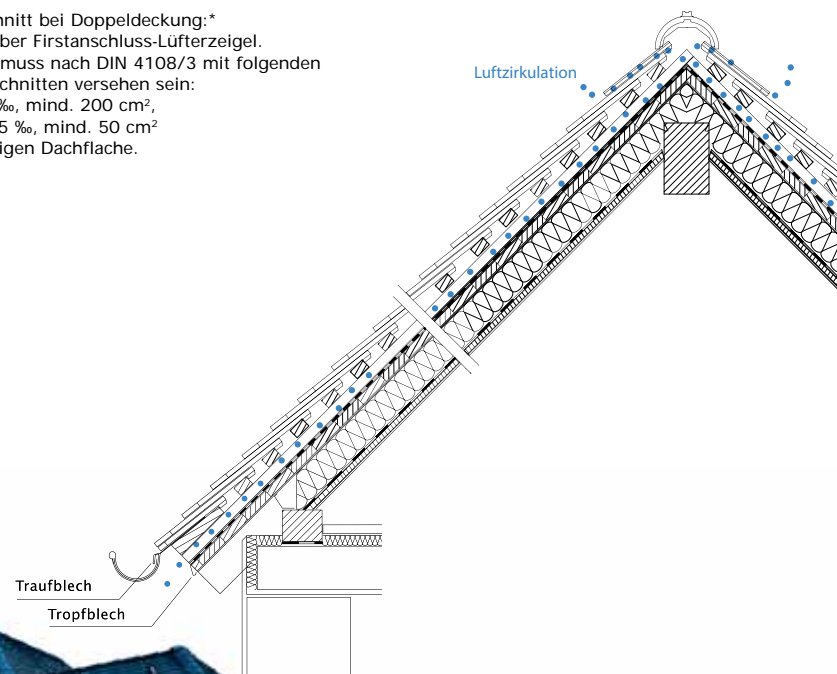 nitt bei Doppeldeckung:*
ber Firstanschluss-Lüfterzeigel.
muss nach DIN 4108/3 mit folgenden
chnitten versehen sein:
‰, mind. 200 cm²,
5 ‰, mind. 50 cm²
igen Dachflache.
Luftzirkulation
Traufblech
Tropfblech